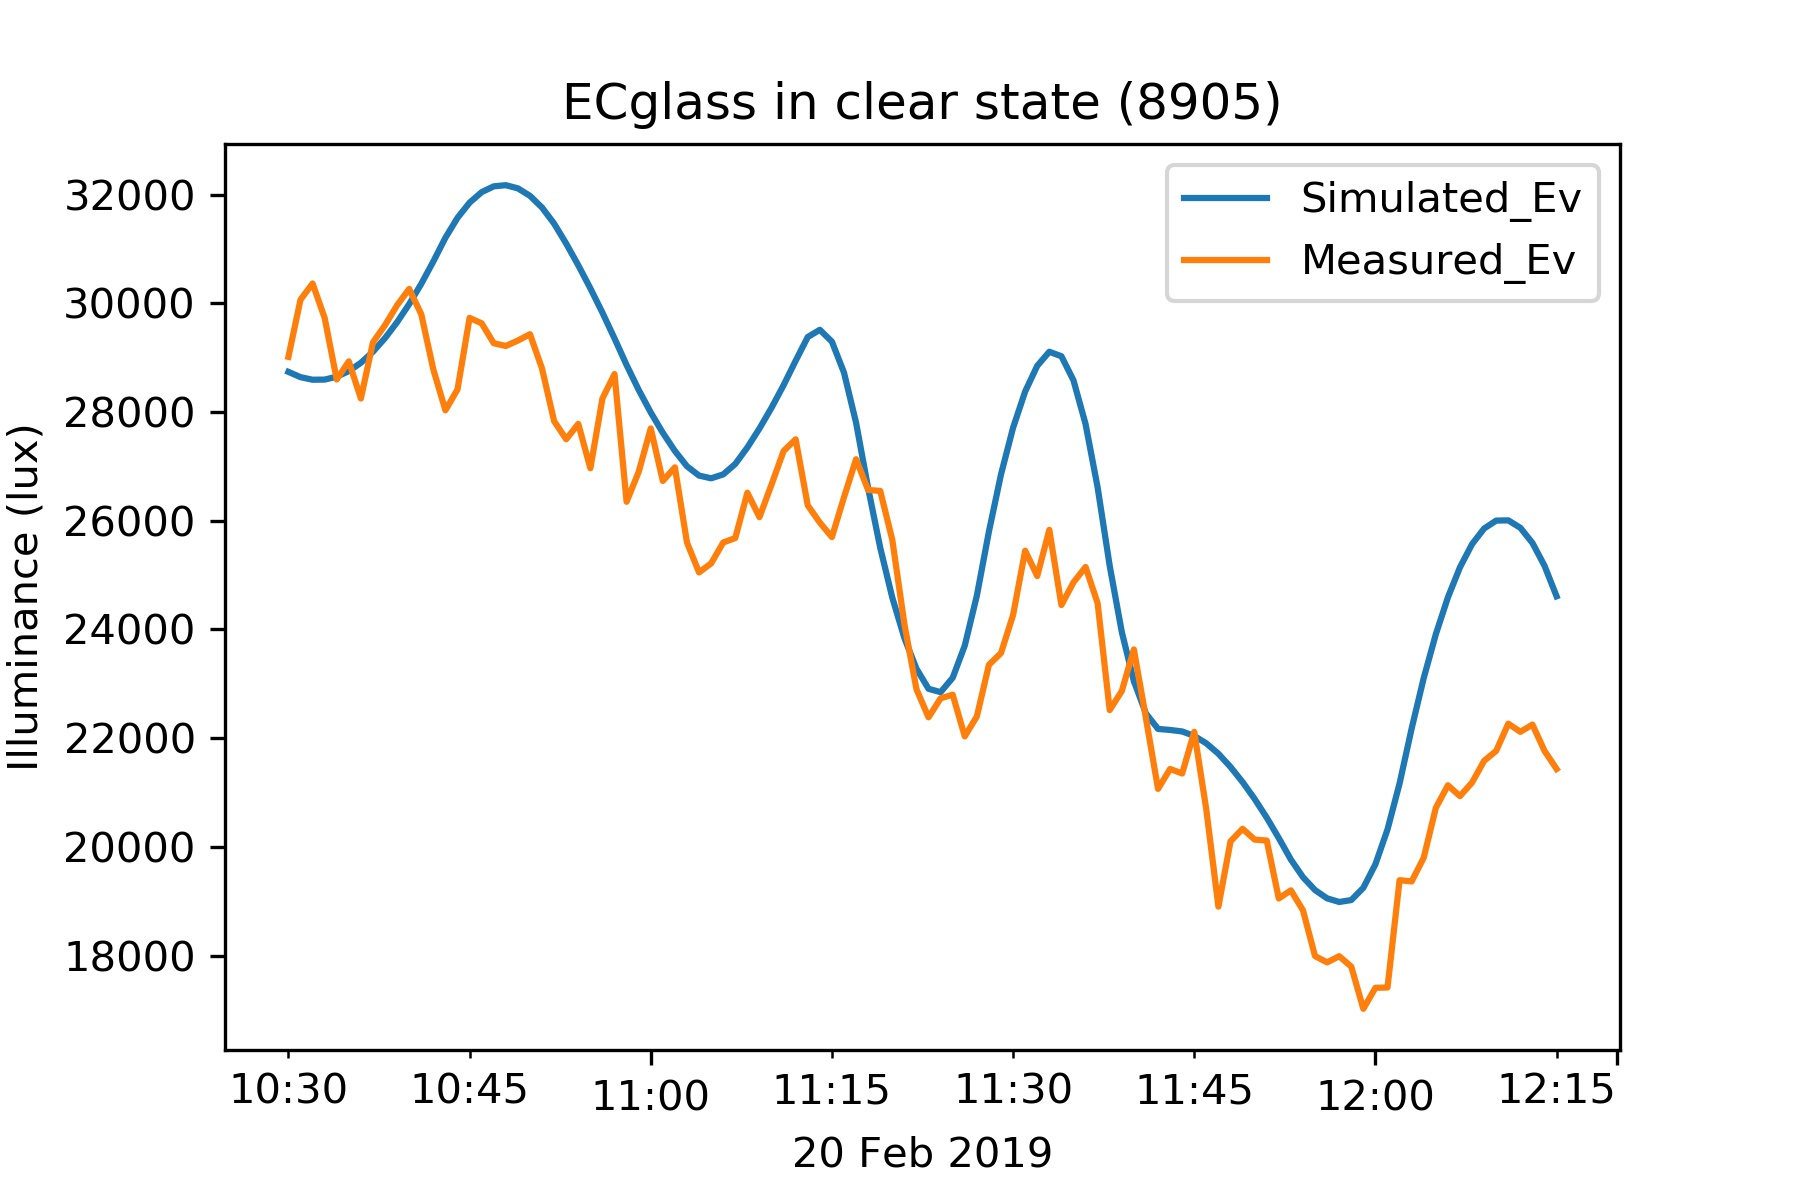 ECglass in clear state (8905)
Simulated_Ev
Measured_Ev
Illuminance (lux)
32000
30000
28000
26000
24000
22000
20000
18000
10:30 10:45 11:00 11:15 11:30 11:45 12:00 12:15
20 Feb 2019